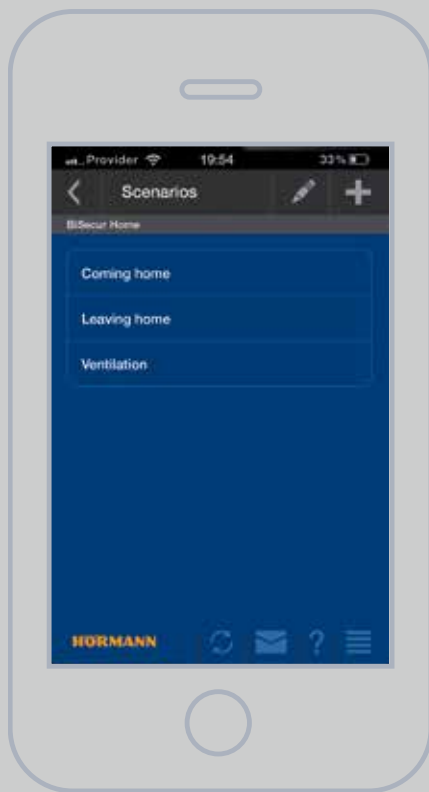 Provider 19:54 33%
Scenarios
BiSecur Home
Coming home
Leaving home
Ventilation
HÖRMANN
?